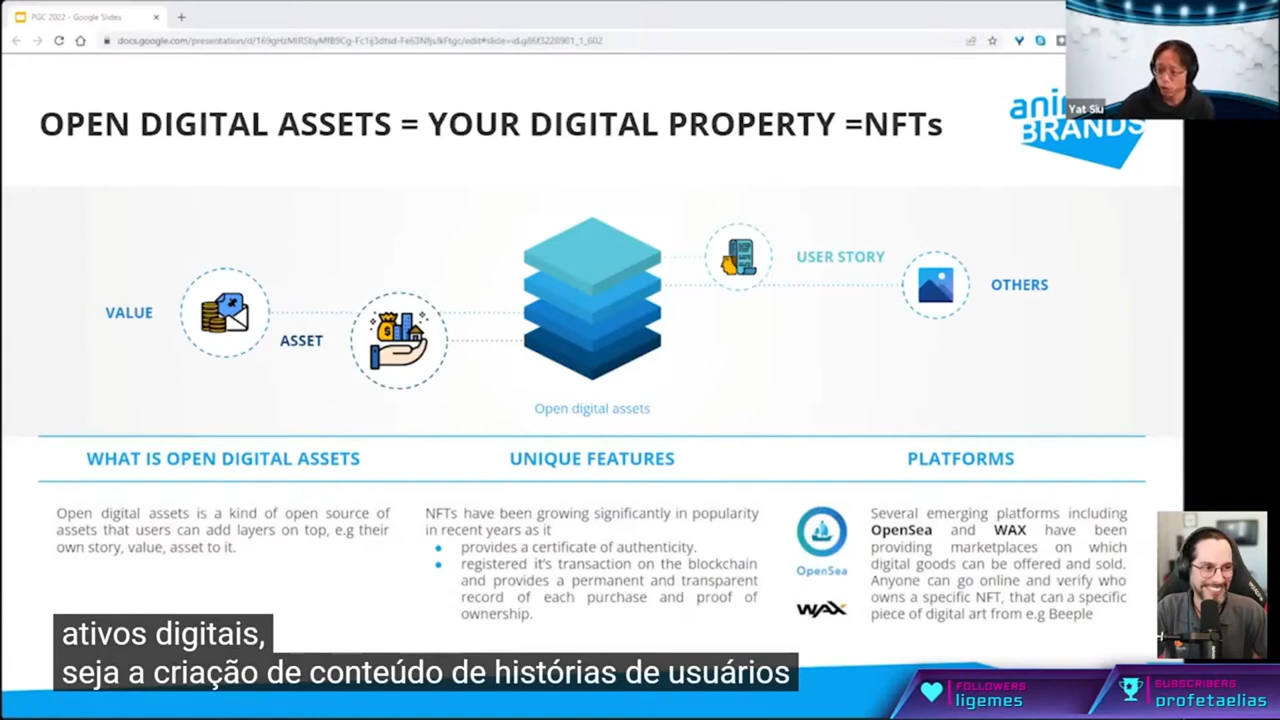 PGC 2022 - Google Slides
OPEN DIGITAL ASSETS = YOUR DIGITAL PROPERTY =NFTs
Yat Siu
BRANDS
USER STORY
OTHERS
VALUE
ASSET
Open digital assets
WHAT IS OPEN DIGITAL ASSETS
UNIQUE FEATURES
PLATFORMS
Open digital assets is a kind of open source of
assets that users can add layers on top, e.g their
own story, value, asset to it.
NFTs have been growing significantly in popularity
in recent years as it
provides a certificate of authenticity.
registered it's transaction on the blockchain
and provides a permanent and transparent
record of each purchase and proof of
ownership.
OpenSea
WAX
Several emerging platforms including
OpenSea and WAX have been
providing marketplaces on which
digital goods can be offered and sold.
Anyone can go online and verify who
owns a specific NFT, that can a specific
piece of digital art from e.g Beeple
ativos digitais,
seja a criação de conteúdo de histórias de usuários
FOLLOWERS
ligemes
SUBSCRIBERS
profetaelias